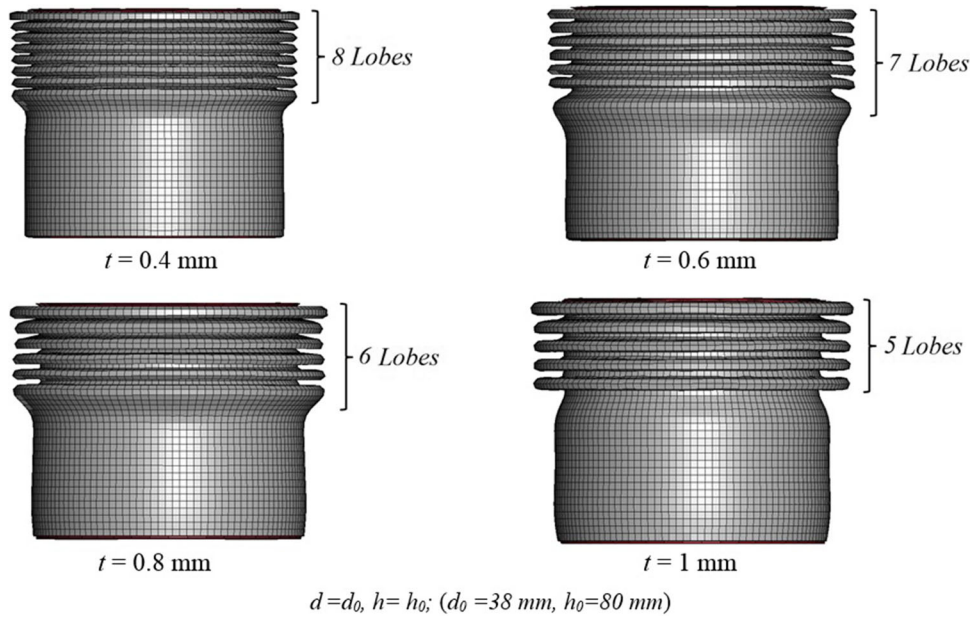 8 Lobes
7 Lobes
t = 0.4 mm
t = 0.6 mm
6 Lobes
5 Lobes
t = 0.8 mm
t = 1 mm
d =d₀, h= h₀; (d₀ =38 mm, h₀=80 mm)